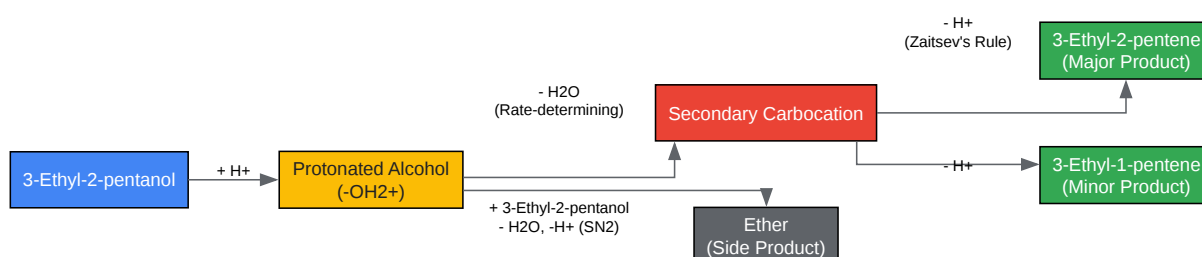 3-Ethyl-2-pentanol
+ H+
Protonated Alcohol
(-OH2+)
- H2O
(Rate-determining)
Secondary Carbocation
- H+
(Zaitsev's Rule)
3-Ethyl-2-pentene
(Major Product)
- H+
3-Ethyl-1-pentene
(Minor Product)
+ 3-Ethyl-2-pentanol
- H2O, -H+ (SN2)
Ether
(Side Product)